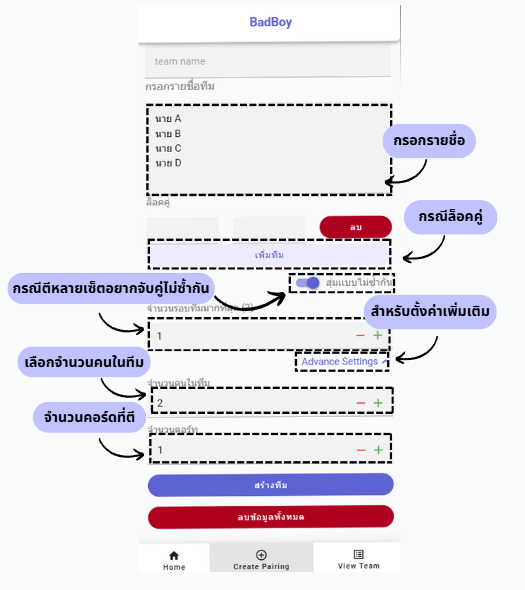 BadBoy
team name
กรอกรายชื่อทีม
นาย A
นาย B
นาย C
นาย D
กรอกรายชื่อ
ล็อคคู่
ลบ
กรณีล็อคคู่
เพิ่มทีม
กรณีตีหลายเซ็ตอยากจับคู่ไม่ซ้ำกัน
สุ่มแบบไม่ซ้ำกัน
จำนวนรอบทีมมากที่สุด (2)
สำหรับตั้งค่าเพิ่มเติม
1
Advance Settings
เลือกจำนวนคนในทีม
จำนวนคนในทีม
2
จำนวนคอร์ดที่ตี
จำนวนคอร์ท
1
สร้างทีม
ลบข้อมูลทั้งหมด
Home
Create Pairing
View Team